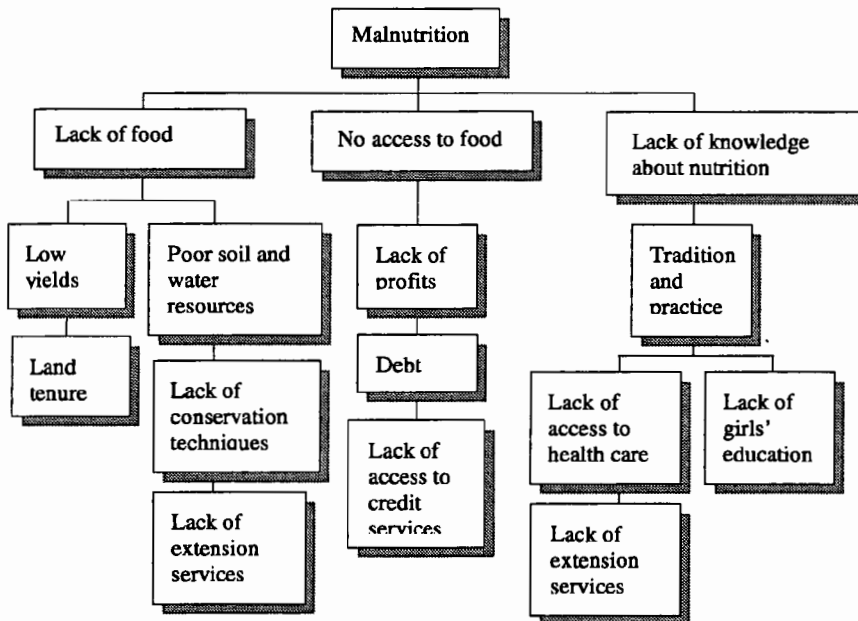 Malnutrition
Lack of food
No access to food
Lack of knowledge
about nutrition
Low
yields
Poor soil and
water
resources
Lack of
profits
Tradition
and
practice
Land
tenure
Lack of
conservation
techniques
Debt
Lack of
access to
health care
Lack of
girls'
education
Lack of
access to
credit
services
Lack of
extension
services
Lack of
extension
services